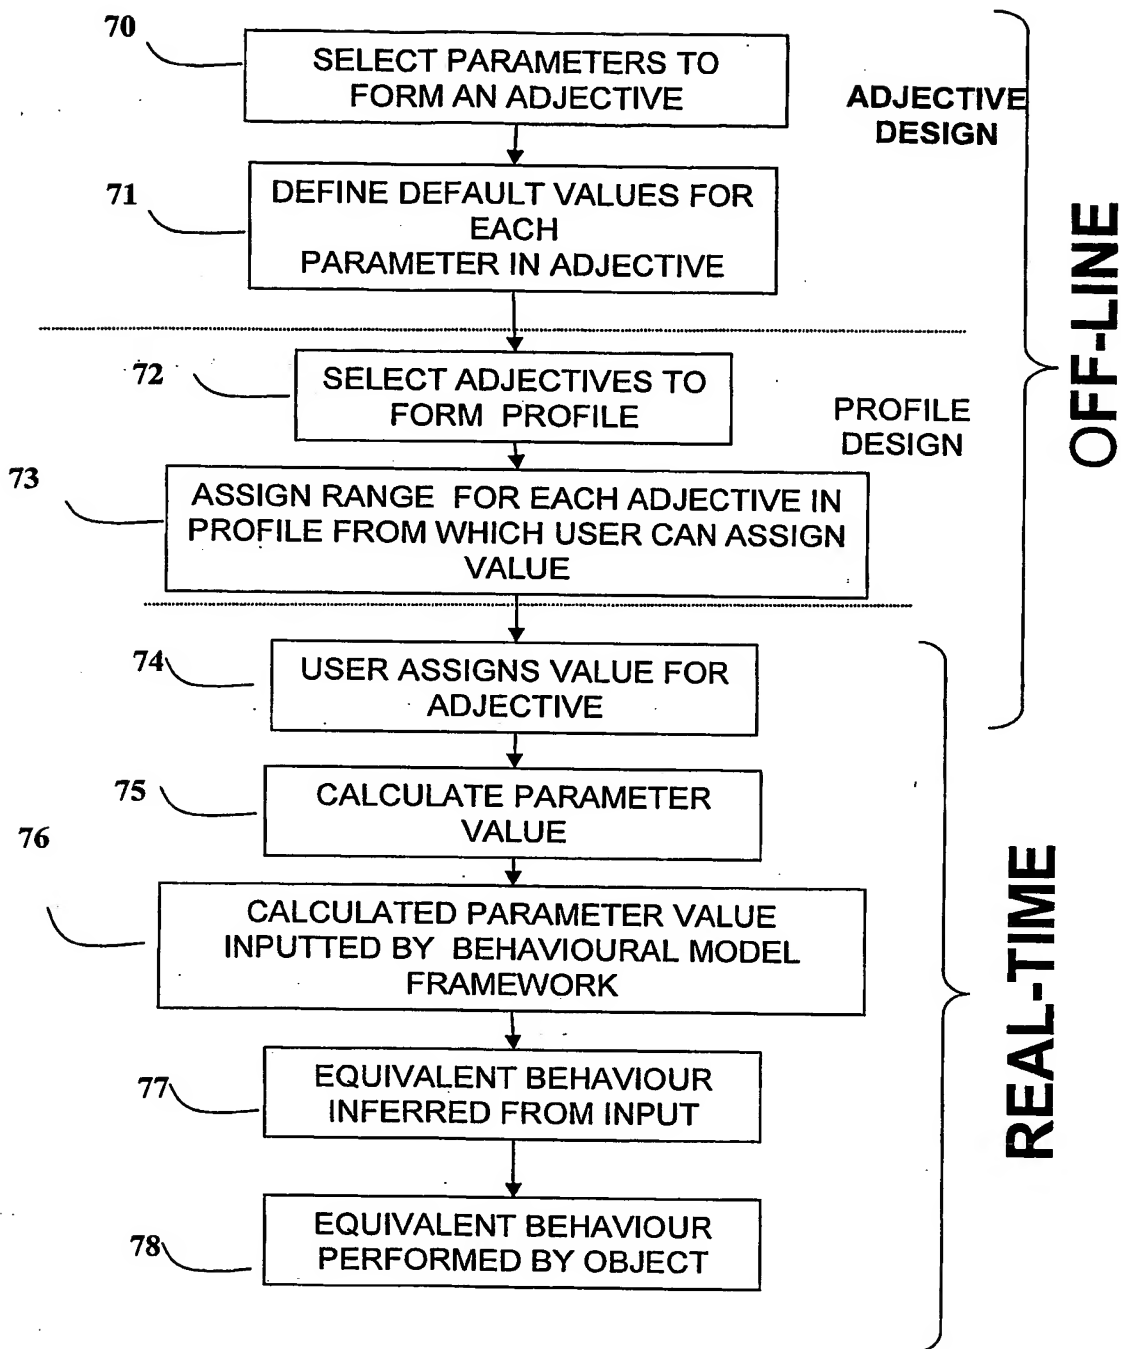 70
SELECT PARAMETERS TO
FORM AN ADJECTIVE
ADJECTIVE
DESIGN
71
DEFINE DEFAULT VALUES FOR
EACH
PARAMETER IN ADJECTIVE
OFF-LINE
72
SELECT ADJECTIVES TO
FORM PROFILE
PROFILE
DESIGN
73
ASSIGN RANGE FOR EACH ADJECTIVE IN
PROFILE FROM WHICH USER CAN ASSIGN
VALUE
74
USER ASSIGNS VALUE FOR
ADJECTIVE
75
CALCULATE PARAMETER
VALUE
76
CALCULATED PARAMETER VALUE
INPUTTED BY BEHAVIOURAL MODEL
FRAMEWORK
REAL-TIME
77
EQUIVALENT BEHAVIOUR
INFERRED FROM INPUT
78
EQUIVALENT BEHAVIOUR
PERFORMED BY OBJECT